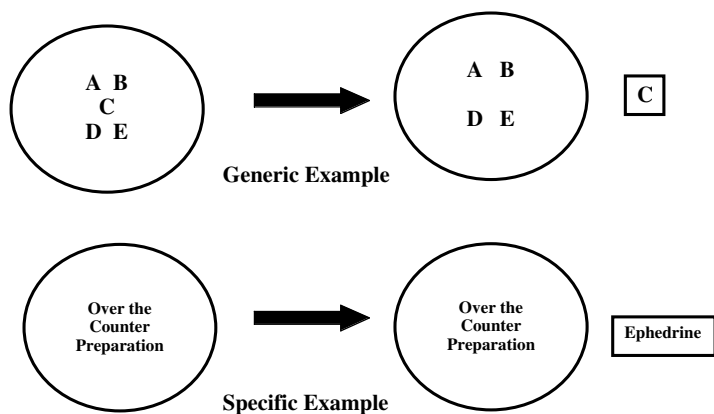 A B
C
D E
A B
D E
C
Generic Example
Over the
Counter
Preparation
Over the
Counter
Preparation
Ephedrine
Specific Example